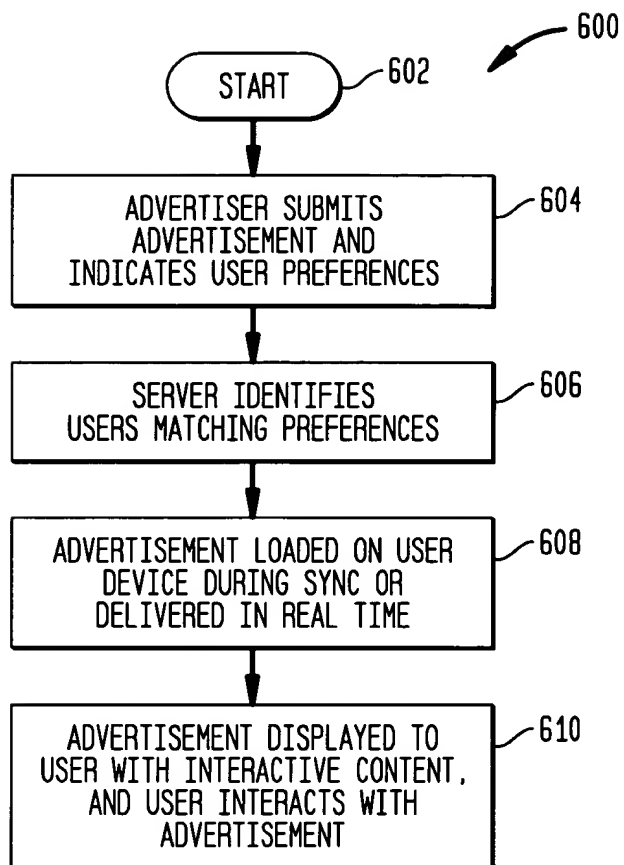 600
START
602
ADVERTISER SUBMITS
ADVERTISEMENT AND
INDICATES USER PREFERENCES
604
SERVER IDENTIFIES
USERS MATCHING PREFERENCES
606
ADVERTISEMENT LOADED ON USER
DEVICE DURING SYNC OR
DELIVERED IN REAL TIME
608
ADVERTISEMENT DISPLAYED TO
USER WITH INTERACTIVE CONTENT,
AND USER INTERACTS WITH
ADVERTISEMENT
610